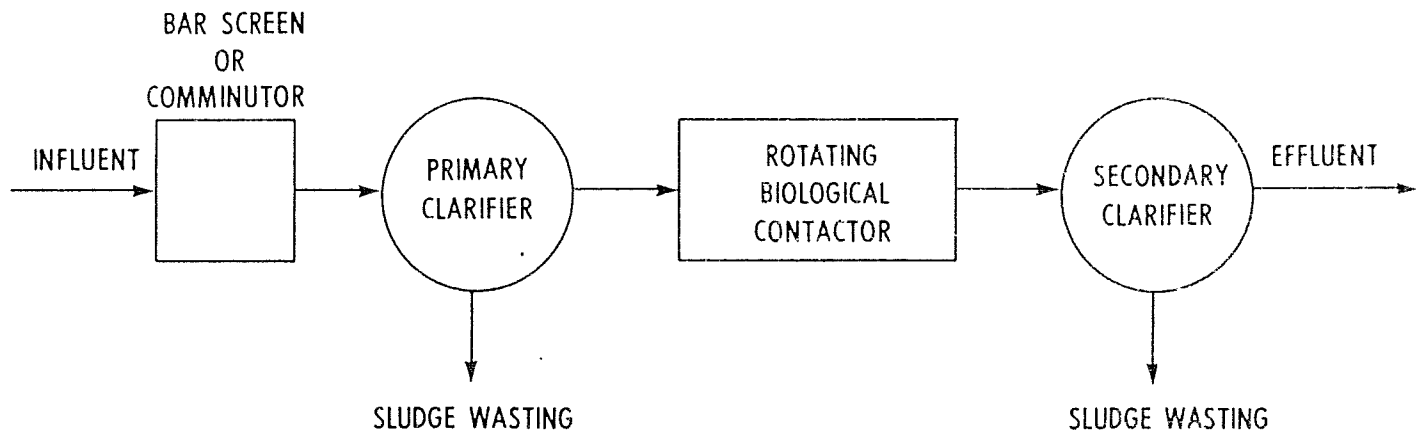 BAR SCREEN
OR
COMMINUTOR
INFLUENT
PRIMARY
CLARIFIER
ROTATING
BIOLOGICAL
CONTACTOR
SECONDARY
CLARIFIER
EFFLUENT
SLUDGE WASTING
SLUDGE WASTING